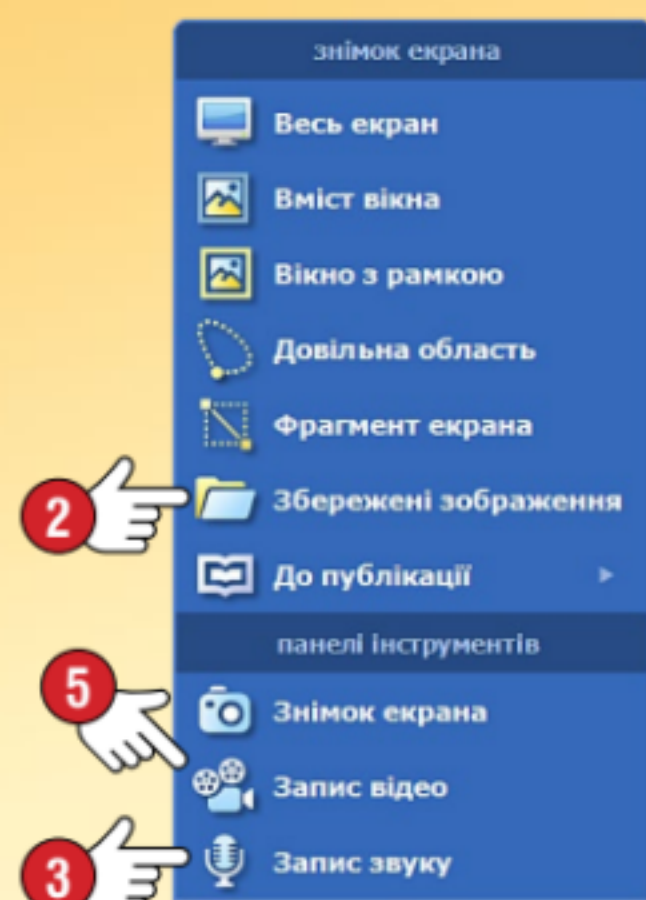 знімок екрана
Весь екран
Вміст вікна
Вікно з рамкою
Довільна область
Фрагмент екрана
2
Збережені зображення
До публікації
панелі інструментів
5
Знімок екрана
Запис відео
3
Запис звуку